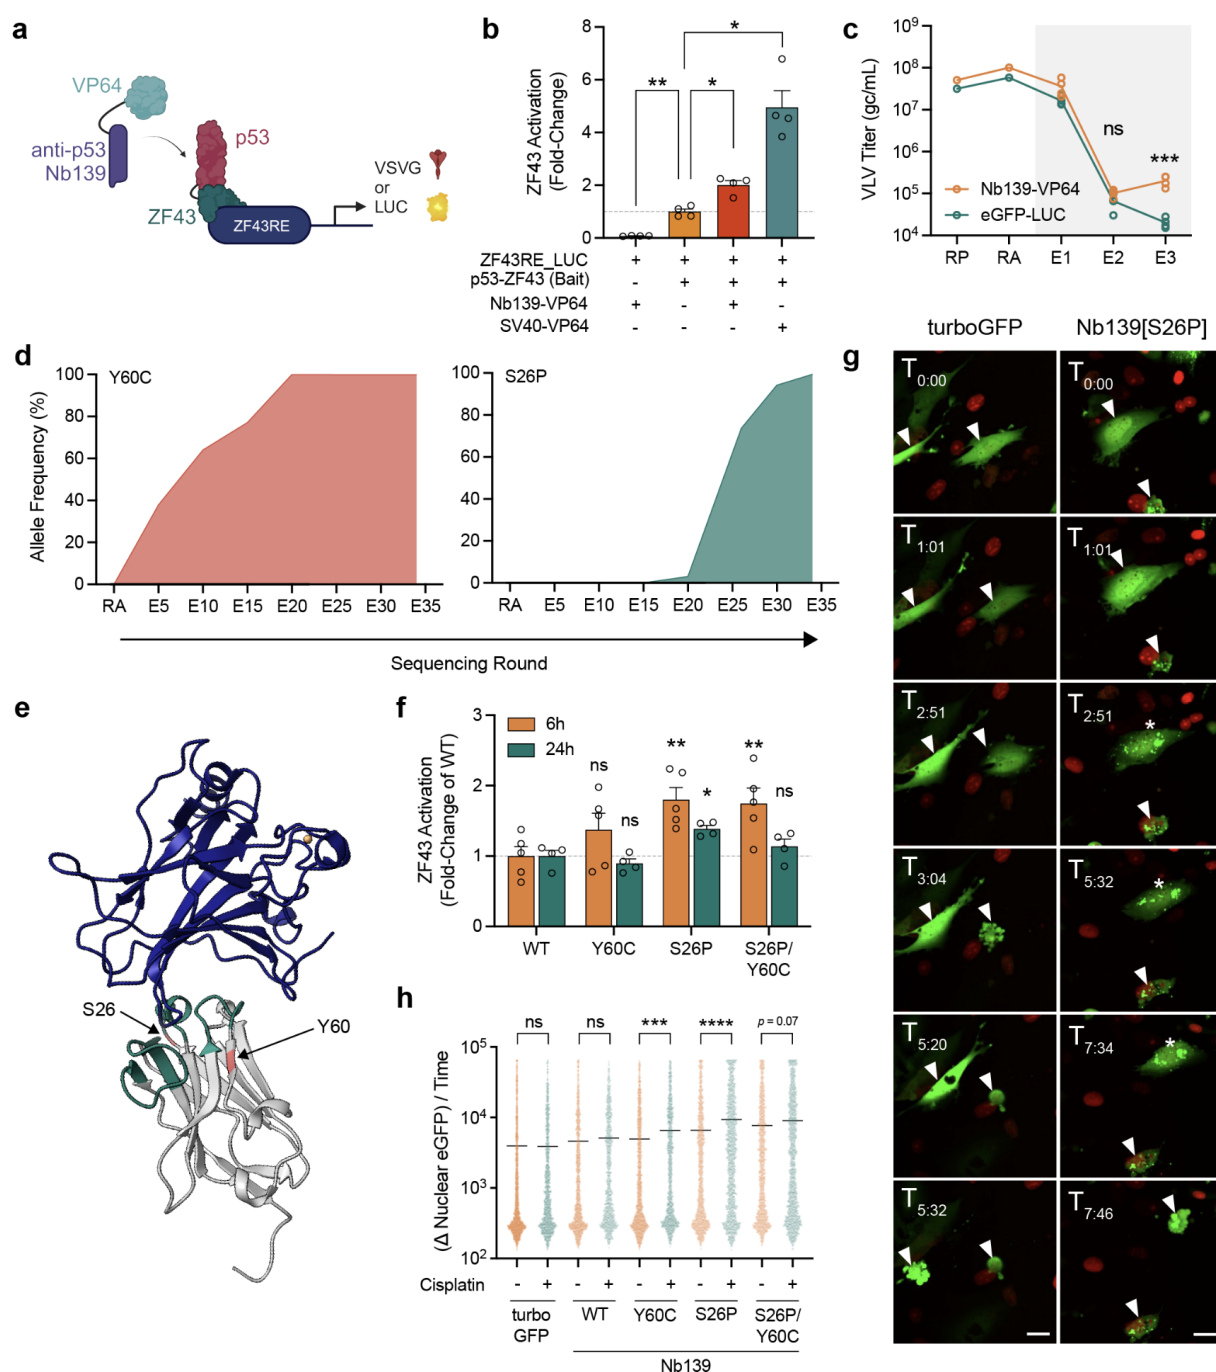 a
VP64
anti-p53
Nb139
p53
ZF43
ZF43RE
VSVG
or
LUC
b
ZF43 Activation
(Fold-Change)
8
6
4
2
0
**
*
*
ZF43RE_LUC + + + +
p53-ZF43 (Bait) - + + +
Nb139-VP64 + - + -
SV40-VP64 - - - +
c
VLV Titer (gc/mL)
10⁹
10⁸
10⁷
10⁶
10⁵
10⁴
ns
***
Nb139-VP64
eGFP-LUC
RP RA E1 E2 E3
d
Allele Frequency (%)
Y60C
100
80
60
40
20
0
RA E5 E10 E15 E20 E25 E30 E35
S26P
100
80
60
40
20
0
RA E5 E10 E15 E20 E25 E30 E35
Sequencing Round
e
S26
Y60
f
ZF43 Activation
(Fold-Change of WT)
3
2
1
0
6h
24h
ns
ns
**
*
**
ns
WT Y60C S26P S26P/
Y60C
g
turboGFP Nb139[S26P]
T0:00 T0:00
T1:01 T1:01
T2:51 T2:51
*
T3:04 T5:32
*
T5:20 T7:34
*
T5:32 T7:46
h
(Δ Nuclear eGFP) / Time
10⁵
10⁴
10³
10²
ns ns *** **** p = 0.07
Cisplatin - + - + - + - + - +
turbo
GFP
WT Y60C S26P S26P/
Y60C
Nb139